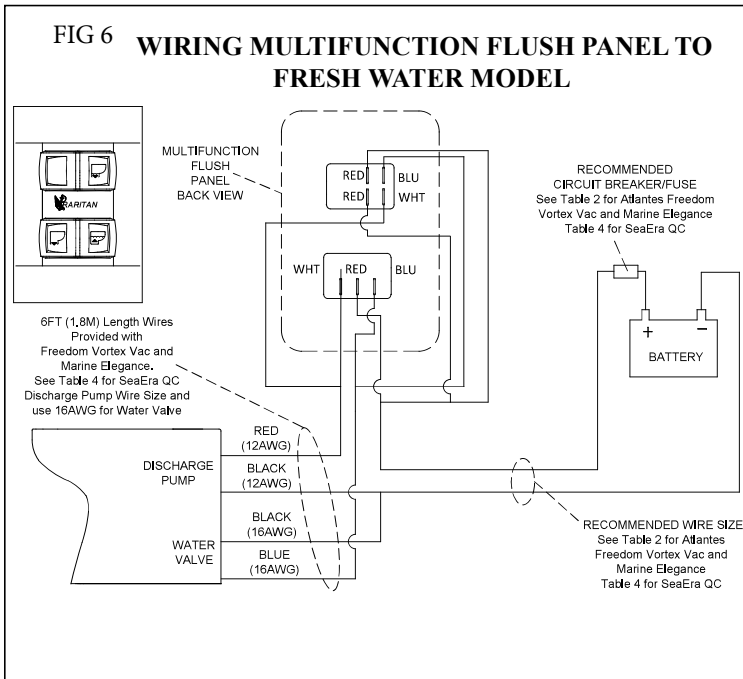 FIG 6
WIRING MULTIFUNCTION FLUSH PANEL TO
FRESH WATER MODEL
RARITAN
MULTIFUNCTION
FLUSH
PANEL
BACK VIEW
RED
BLU
RED
WHT
WHT
RED
BLU
RECOMMENDED
CIRCUIT BREAKER/FUSE
See Table 2 for Atlantes Freedom
Vortex Vac and Marine Elegance
Table 4 for SeaEra QC
+
−
BATTERY
6FT (1.8M) Length Wires
Provided with
Freedom Vortex Vac and
Marine Elegance.
See Table 4 for SeaEra QC
Discharge Pump Wire Size and
use 16AWG for Water Valve
DISCHARGE
PUMP
WATER
VALVE
RED
(12AWG)
BLACK
(12AWG)
BLACK
(16AWG)
BLUE
(16AWG)
RECOMMENDED WIRE SIZE
See Table 2 for Atlantes
Freedom Vortex Vac and
Marine Elegance
Table 4 for SeaEra QC